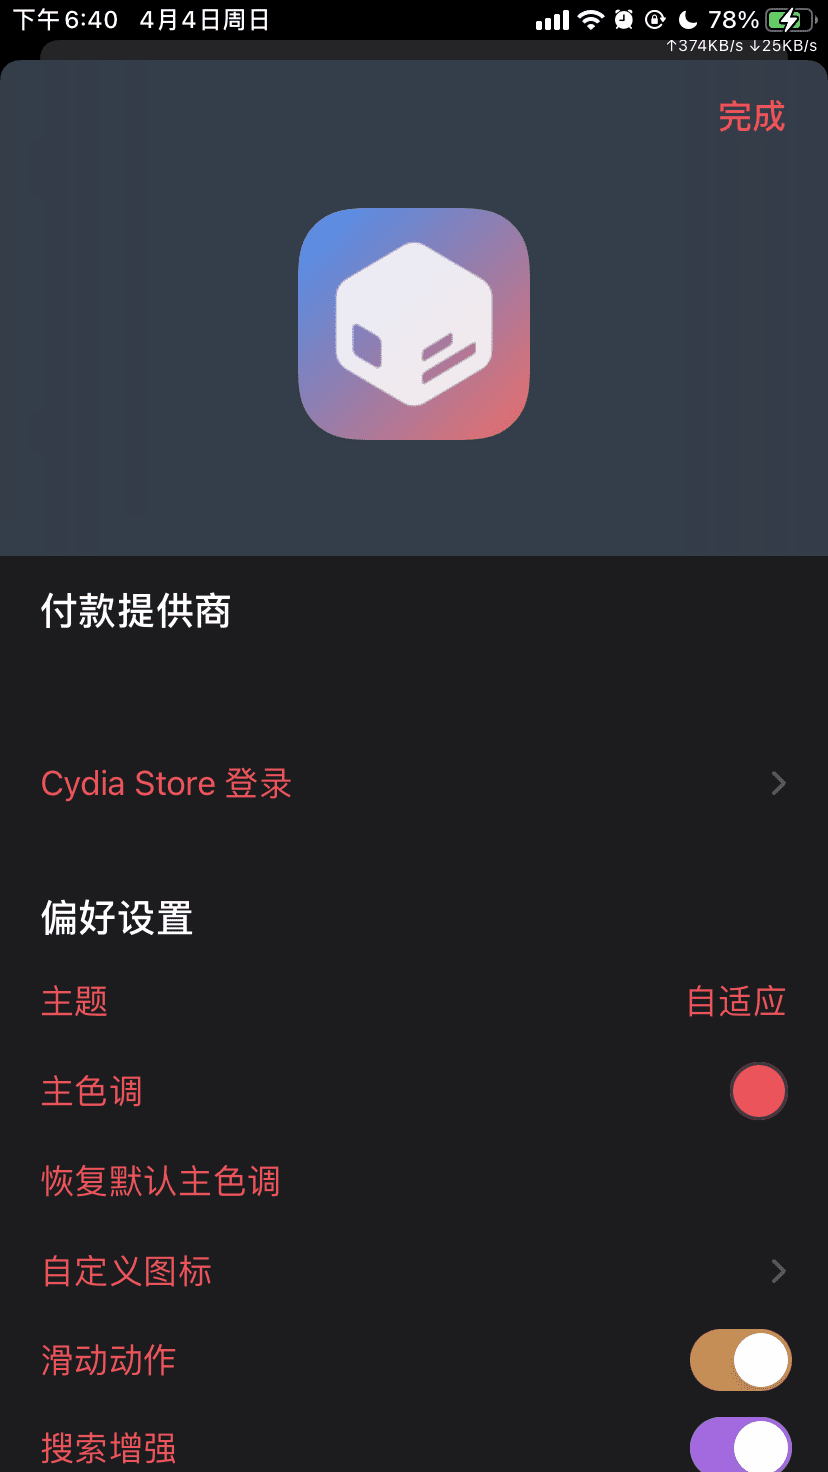 下午6:40 4月4日周日 78%
↑374KB/s ↓25KB/s
完成
付款提供商
Cydia Store 登录
偏好设置
主题 自适应
主色调
恢复默认主色调
自定义图标
滑动动作
搜索增强